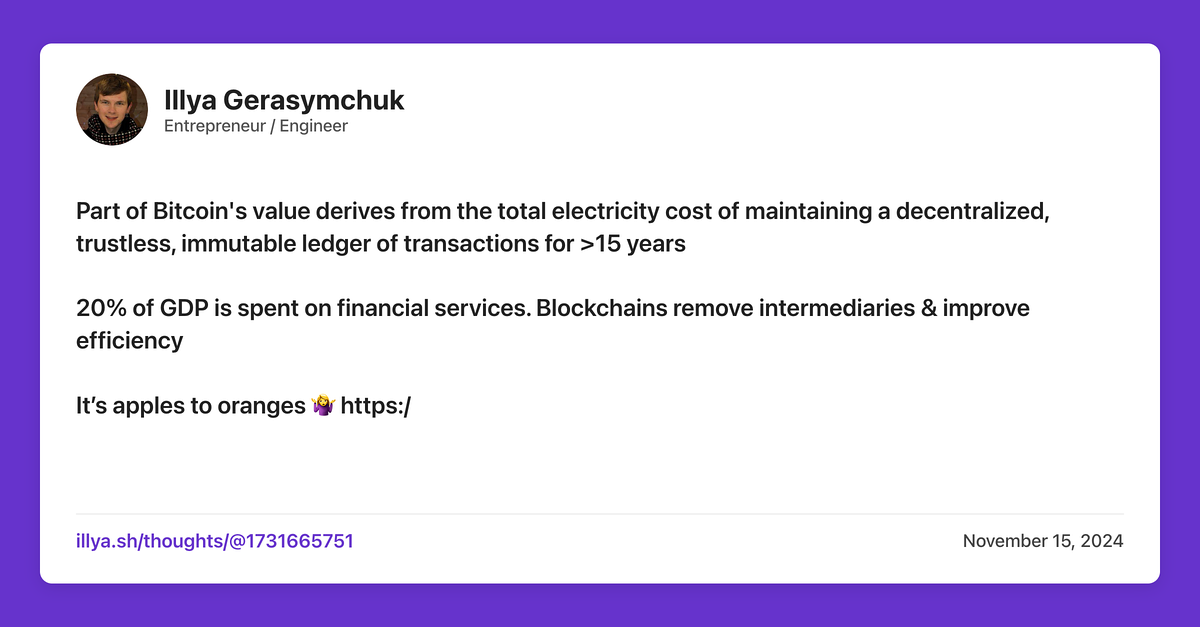 Illya Gerasymchuk
Entrepreneur / Engineer
Part of Bitcoin's value derives from the total electricity cost of maintaining a decentralized,
trustless, immutable ledger of transactions for >15 years
20% of GDP is spent on financial services. Blockchains remove intermediaries & improve
efficiency
It’s apples to oranges 🤷‍♀️ https:/
illya.sh/thoughts/@1731665751
November 15, 2024